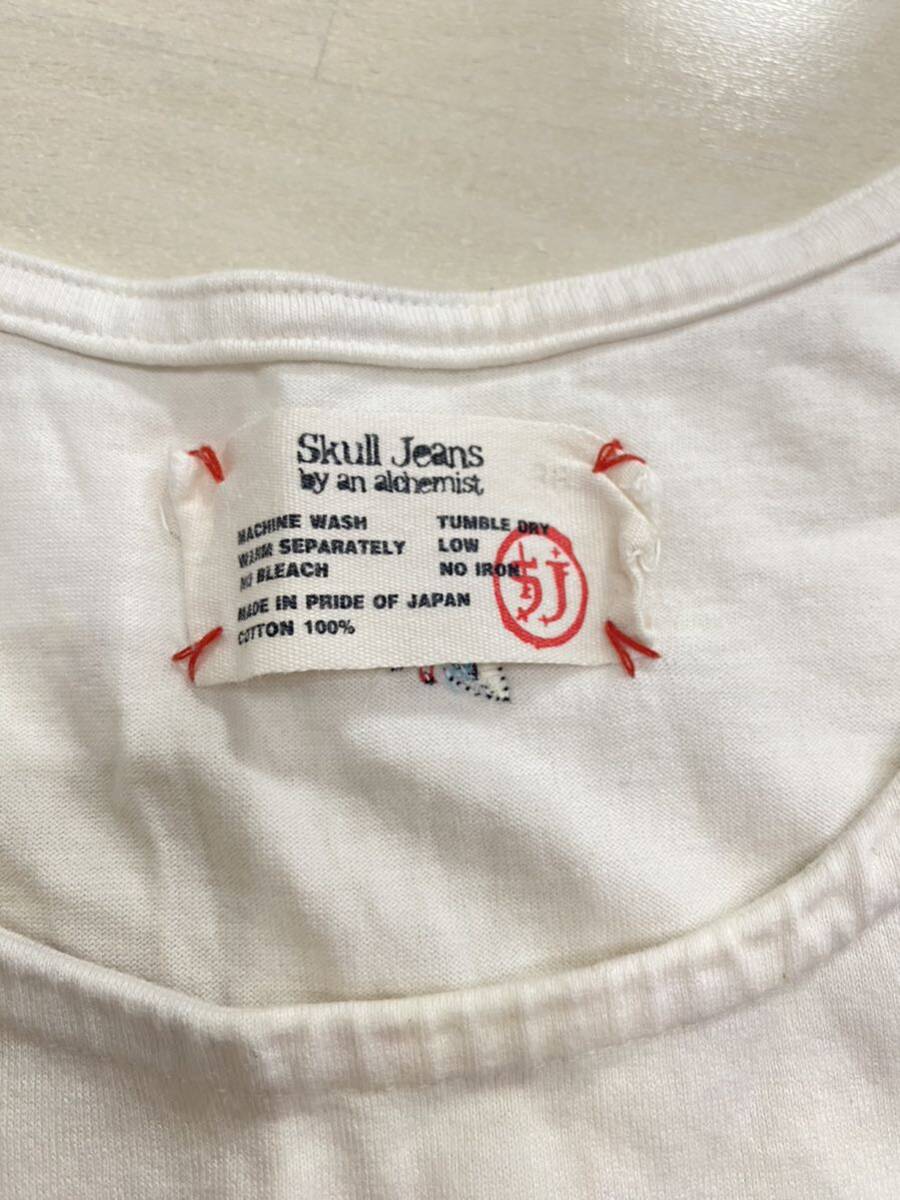 Skull Jeans
by an alchemist
MACHINE WASH
WARM SEPARATELY
NO BLEACH
TUMBLE DRY
LOW
NO IRON
MADE IN PRIDE OF JAPAN
COTTON 100%
SJ